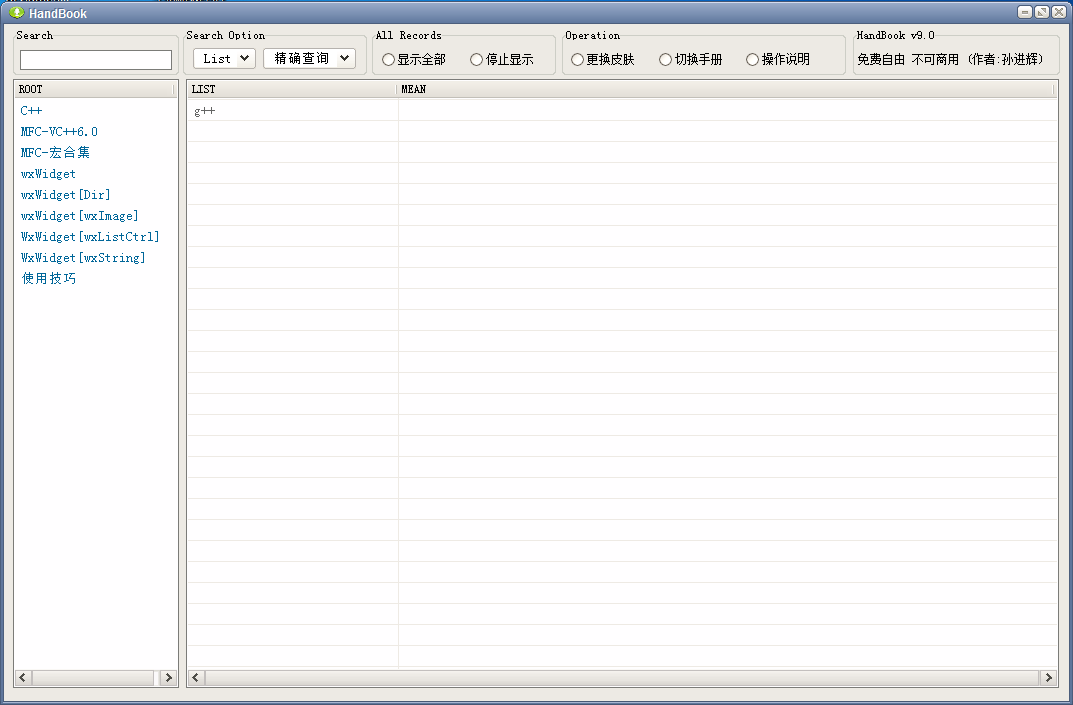 HandBook
Search
Search Option
All Records
Operation
HandBook v9.0
List
精确查询
显示全部
停止显示
更换皮肤
切换手册
操作说明
免费自由 不可商用 (作者:孙进辉)
ROOT
LIST
MEAN
C++
g++
MFC-VC++6.0
MFC-宏合集
wxWidget
wxWidget[Dir]
wxWidget[wxImage]
WxWidget[wxListCtrl]
WxWidget[wxString]
使用技巧